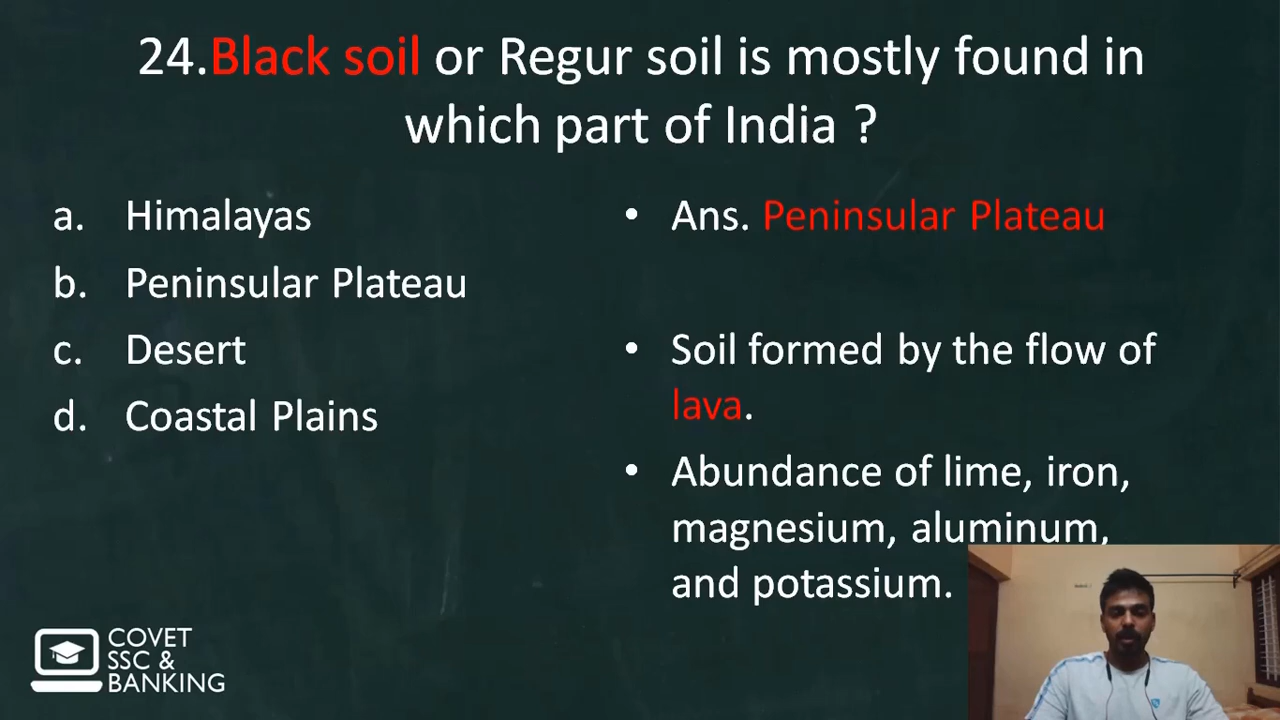 24.Black soil or Regur soil is mostly found in
which part of India ?
a. Himalayas
b. Peninsular Plateau
c. Desert
d. Coastal Plains
• Ans. Peninsular Plateau
• Soil formed by the flow of
lava.
• Abundance of lime, iron,
magnesium, aluminum,
and potassium.
COVET
SSC &
BANKING